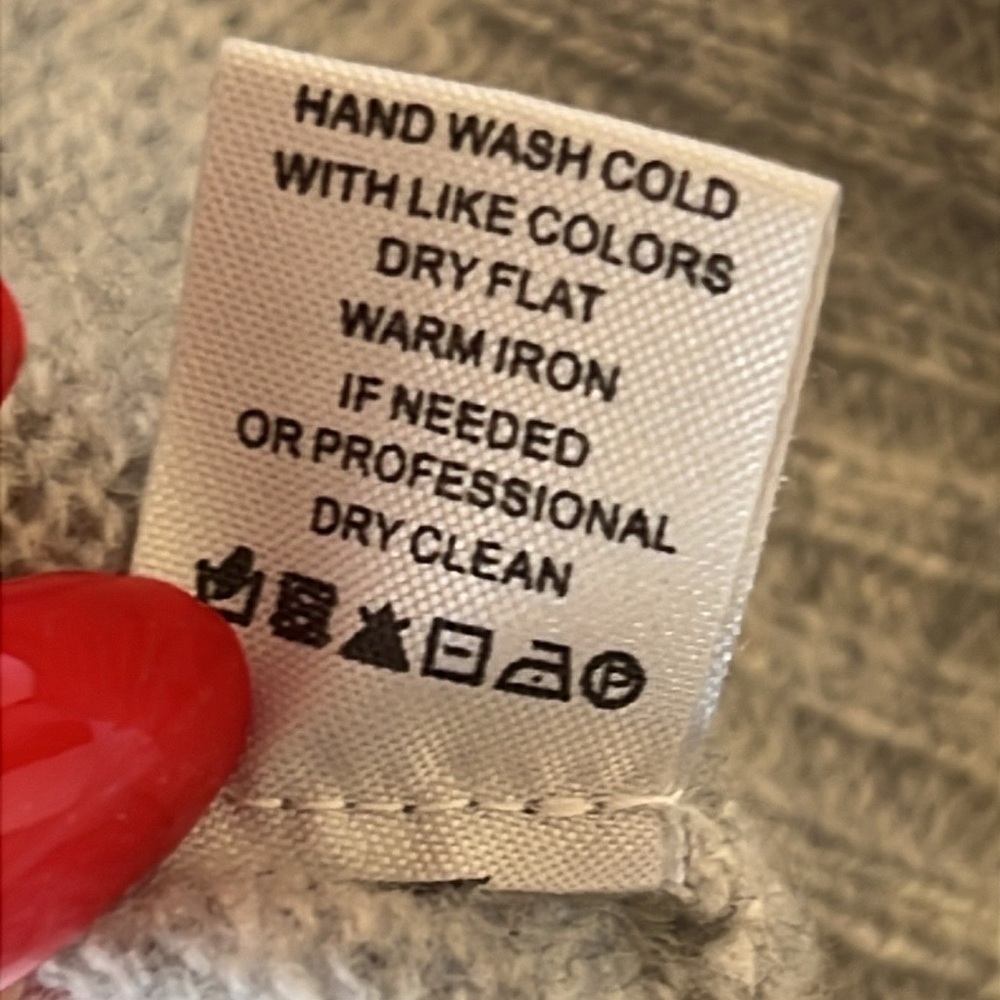 HAND WASH COLD
WITH LIKE COLORS
DRY FLAT
WARM IRON
IF NEEDED
OR PROFESSIONAL
DRY CLEAN
P